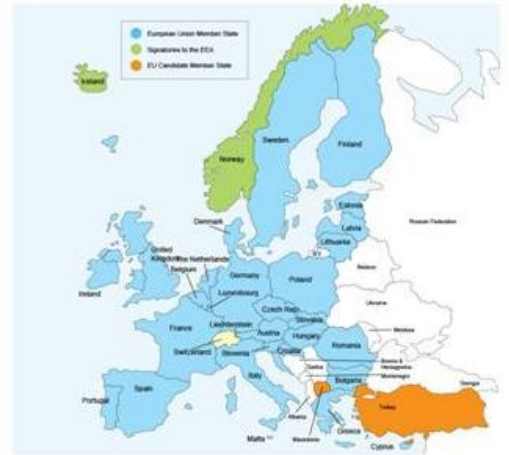 European Union Member State
Signatories to the EEA
EU Candidate Member State
Iceland
Sweden
Finland
Norway
Russian Federation
Estonia
Latvia
Denmark
Lithuania
United
Kingdom
The Netherlands
Belgium
Belarus
Ireland
Germany
Poland
Luxembourg
Ukraine
Czech Rep.
Slovakia
France
Liechtenstein
Austria
Hungary
Moldova
Switzerland
Slovenia
Romania
Croatia
Bosnia &
Herzegovina
Serbia
Montenegro
Italy
Bulgaria
Georgia
Portugal
Spain
Turkey
Albania
Greece
Malta
Macedonia
Cyprus